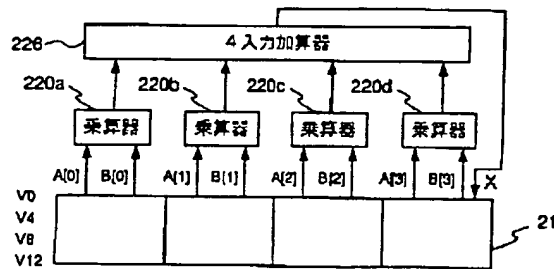 226
4入力加算器
220a
220b
220c
220d
乗算器
乗算器
乗算器
乗算器
A[0] B[0] A[1] B[1] A[2] B[2] A[3] B[3] X
V0
V4
V8
V12
21